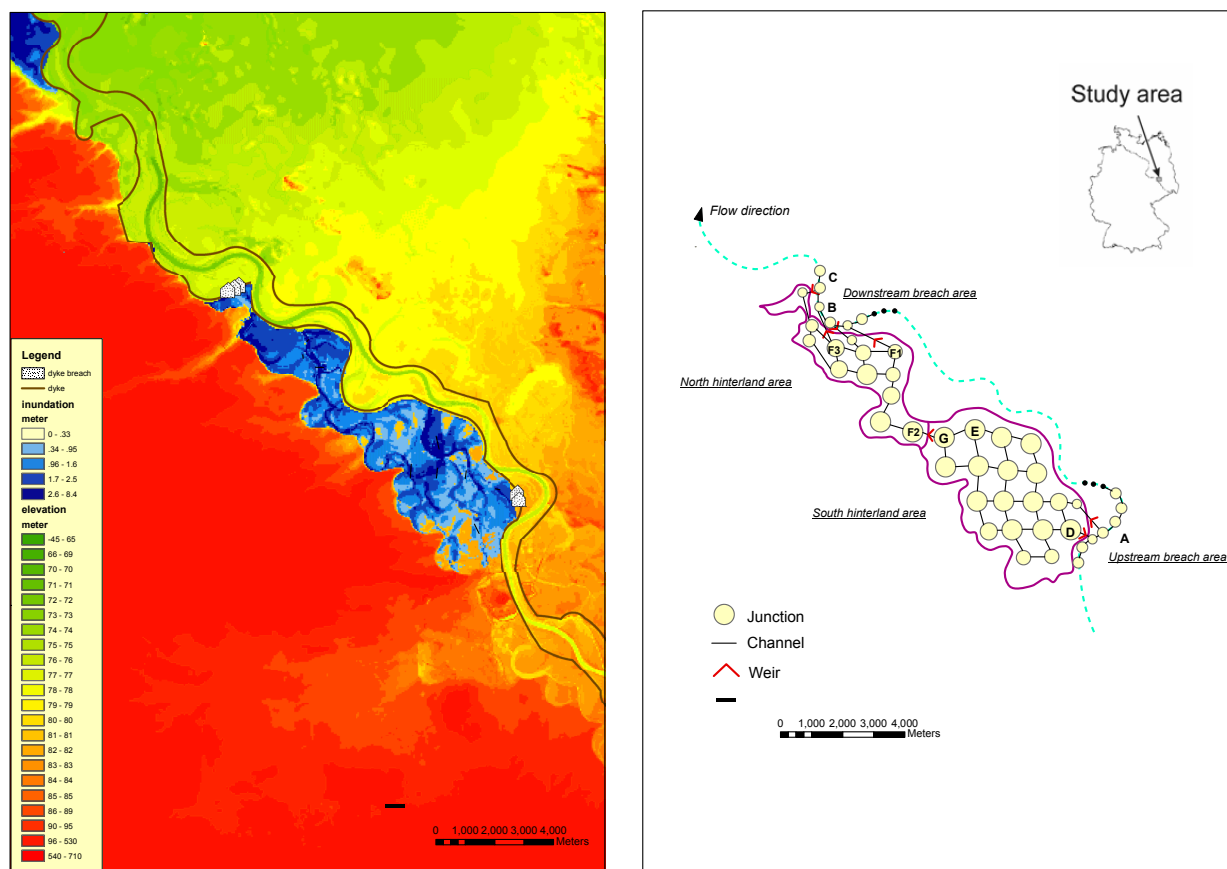 Legend
dyke breach
dyke
inundation
meter
0 - .33
.34 - .95
.96 - 1.6
1.7 - 2.5
2.6 - 8.4
elevation
meter
-45 - 65
66 - 69
70 - 70
71 - 71
72 - 72
73 - 73
74 - 74
75 - 75
76 - 76
77 - 77
78 - 78
79 - 79
80 - 80
81 - 81
82 - 82
83 - 83
84 - 84
85 - 85
86 - 89
90 - 95
96 - 530
540 - 710
0 1,000 2,000 3,000 4,000
Meters
Study area
Flow direction
C
Downstream breach area
B
F3
F1
North hinterland area
F2
G
E
South hinterland area
D
A
Upstream breach area
Junction
Channel
Weir
0 1,000 2,000 3,000 4,000
Meters